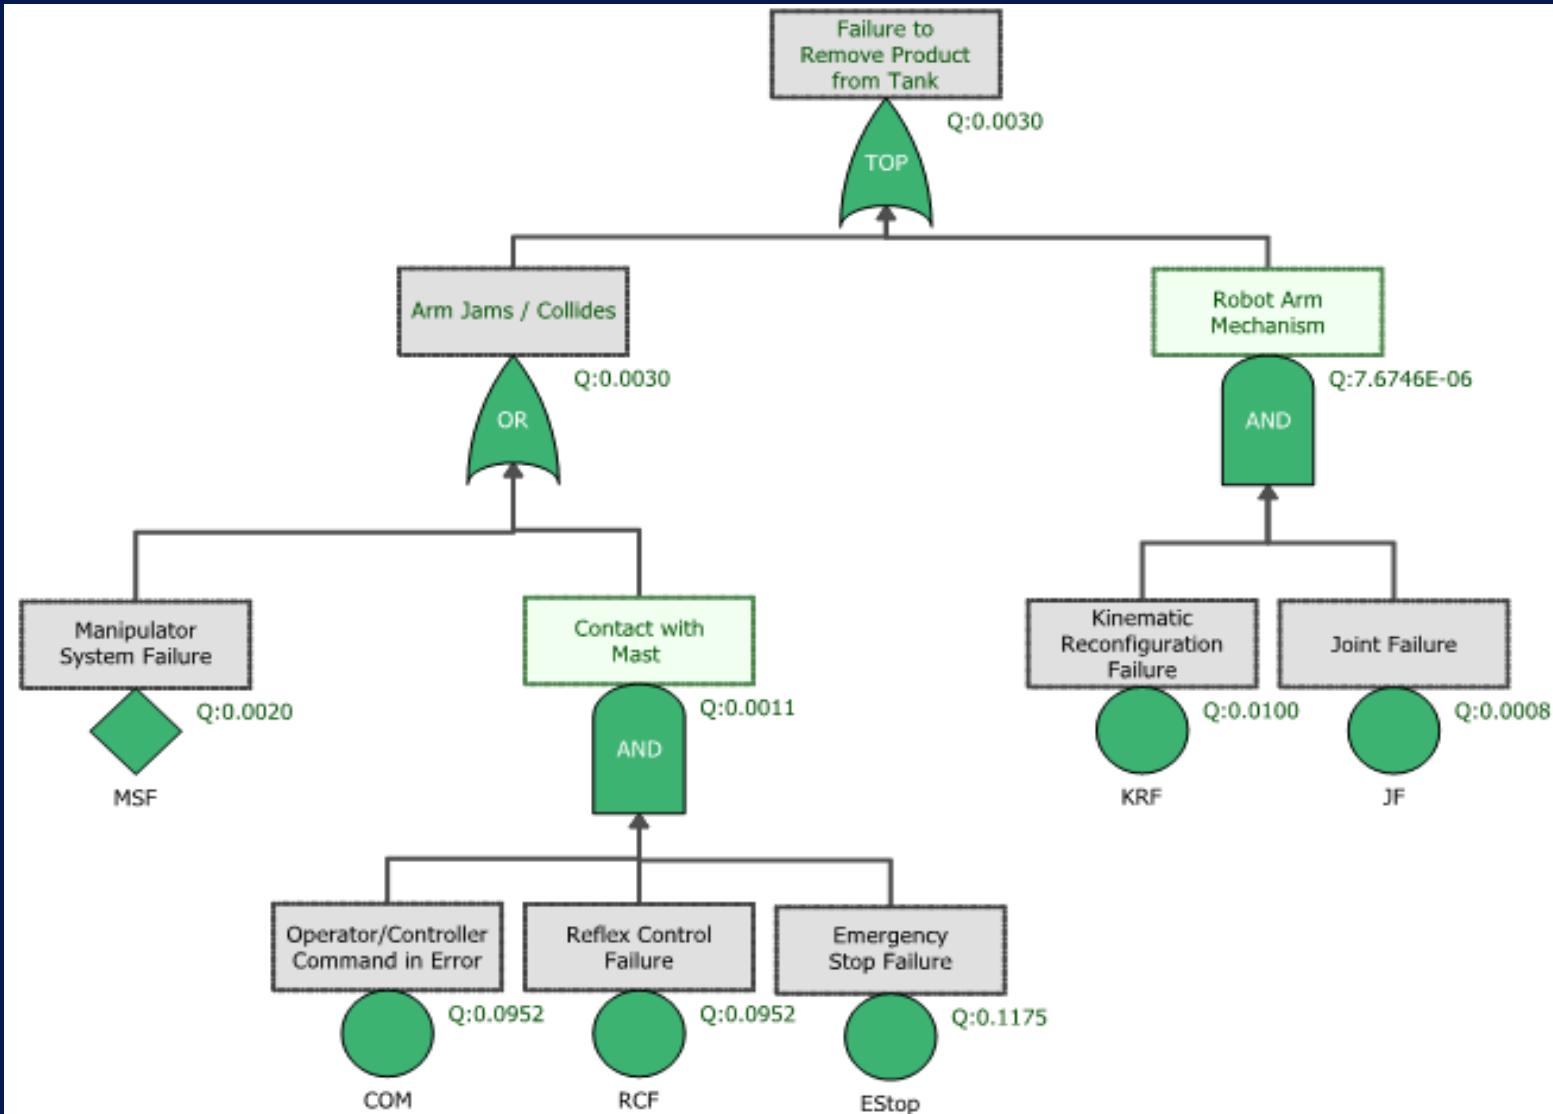 Failure to
Remove Product
from Tank
Q:0.0030
TOP
Arm Jams / Collides
Q:0.0030
OR
Robot Arm
Mechanism
Q:7.6746E-06
AND
Manipulator
System Failure
Q:0.0020
MSF
Contact with
Mast
Q:0.0011
AND
Kinematic
Reconfiguration
Failure
Q:0.0100
KRF
Joint Failure
Q:0.0008
JF
Operator/Controller
Command in Error
Q:0.0952
COM
Reflex Control
Failure
Q:0.0952
RCF
Emergency
Stop Failure
Q:0.1175
EStop